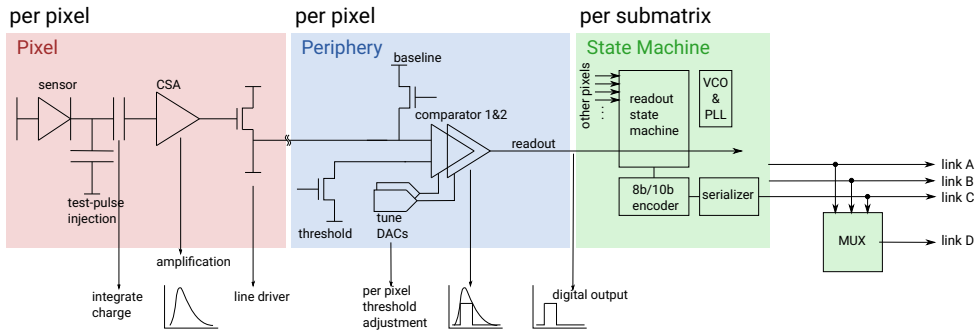 per pixel
per pixel
per submatrix
Pixel
Periphery
State Machine
sensor
CSA
test-pulse
injection
baseline
comparator 1&2
threshold
tune
DACs
readout
other pixels
...
readout
state
machine
VCO
&
PLL
8b/10b
encoder
serializer
link A
link B
link C
MUX
link D
amplification
integrate
charge
line driver
per pixel
threshold
adjustment
digital output